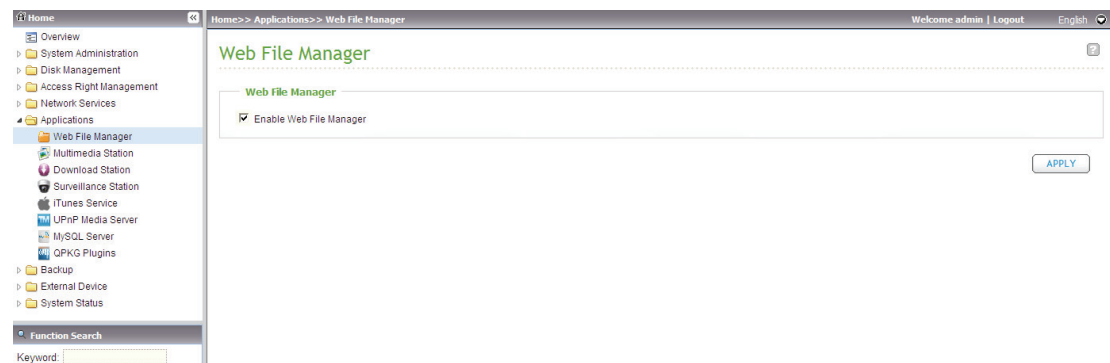 Home
Home>> Applications>> Web File Manager
Welcome admin | Logout
English
Overview
System Administration
Disk Management
Access Right Management
Network Services
Applications
Web File Manager
Multimedia Station
Download Station
Surveillance Station
iTunes Service
UPnP Media Server
MySQL Server
QPKG Plugins
Backup
External Device
System Status
Function Search
Keyword:
Web File Manager
?
Web File Manager
Enable Web File Manager
APPLY